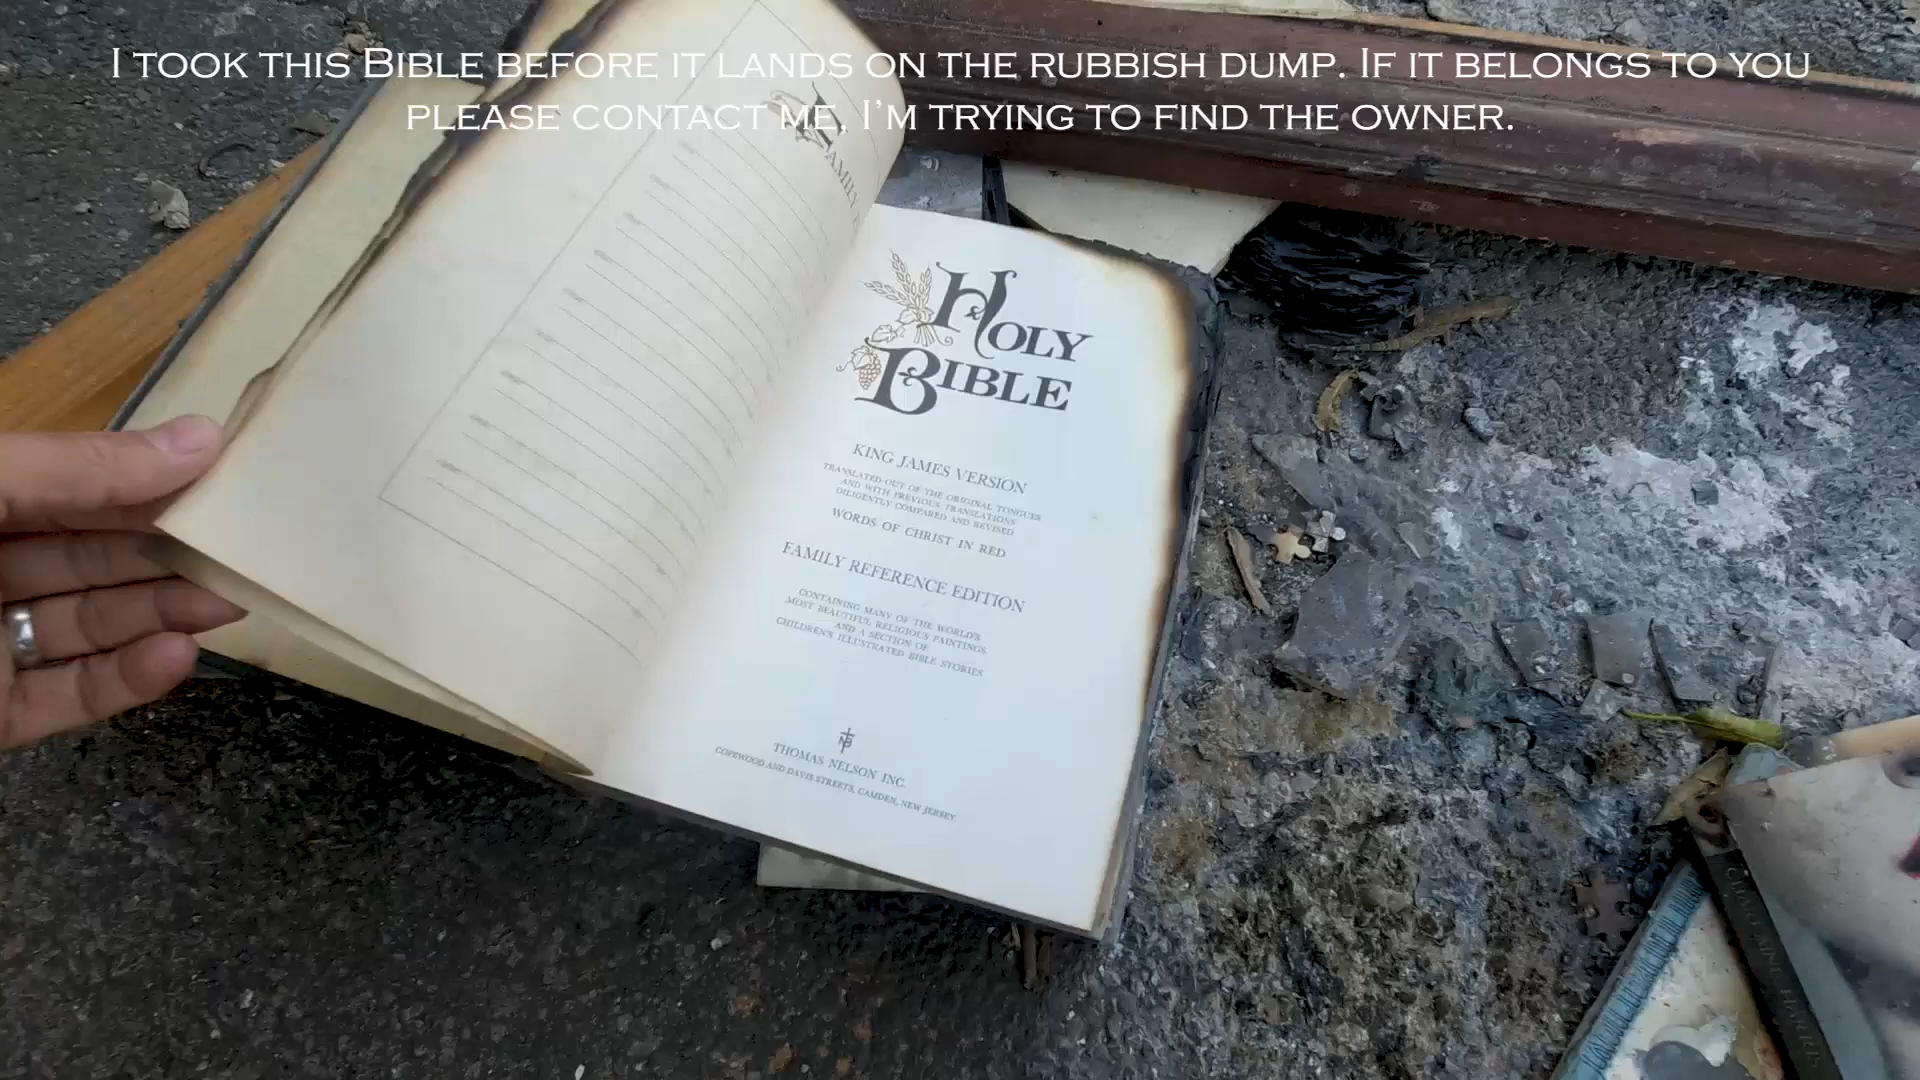 I TOOK THIS BIBLE BEFORE IT LANDS ON THE RUBBISH DUMP. IF IT BELONGS TO YOU
PLEASE CONTACT ME, I'M TRYING TO FIND THE OWNER.
FAMILY
HOLY
BIBLE
KING JAMES VERSION
TRANSLATED OUT OF THE ORIGINAL TONGUES
AND WITH PREVIOUS TRANSLATIONS
DILIGENTLY COMPARED AND REVISED
WORDS OF CHRIST IN RED
FAMILY REFERENCE EDITION
CONTAINING MANY OF THE WORLD'S
MOST BEAUTIFUL RELIGIOUS PAINTINGS
AND A SECTION OF
CHILDREN'S ILLUSTRATED BIBLE STORIES
THOMAS NELSON INC.
COPEWOOD AND DAVIS STREETS, CAMDEN, NEW JERSEY